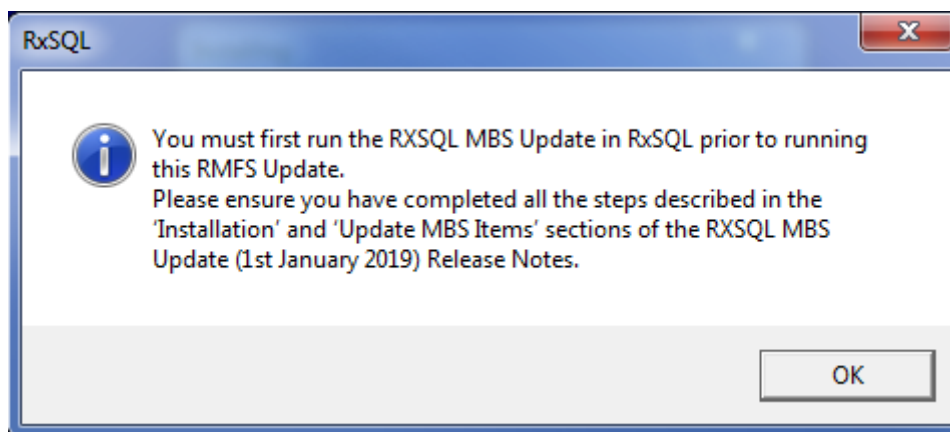 RxSQL
You must first run the RXSQL MBS Update in RxSQL prior to running
this RMFS Update.
Please ensure you have completed all the steps described in the
‘Installation’ and ‘Update MBS Items’ sections of the RXSQL MBS
Update (1st January 2019) Release Notes.
OK